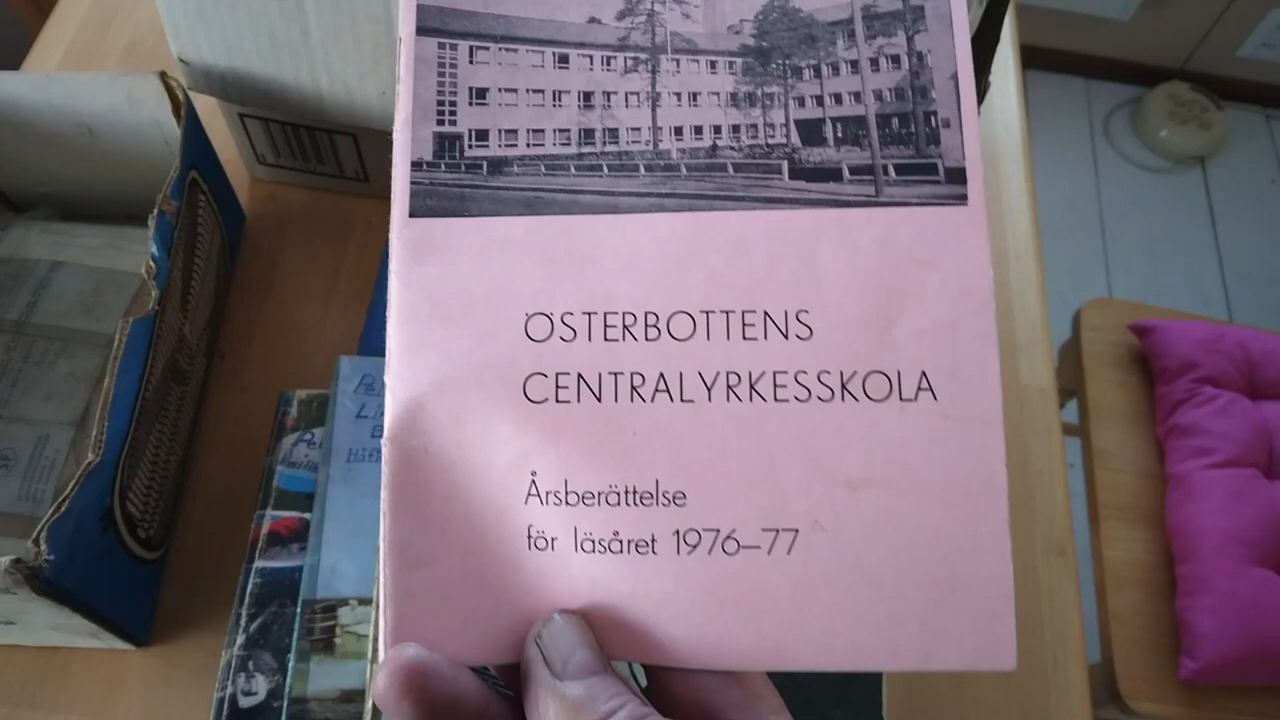 ÖSTERBOTTENS
CENTRALYRKESSKOLA
Årsberättelse
för läsåret 1976–77